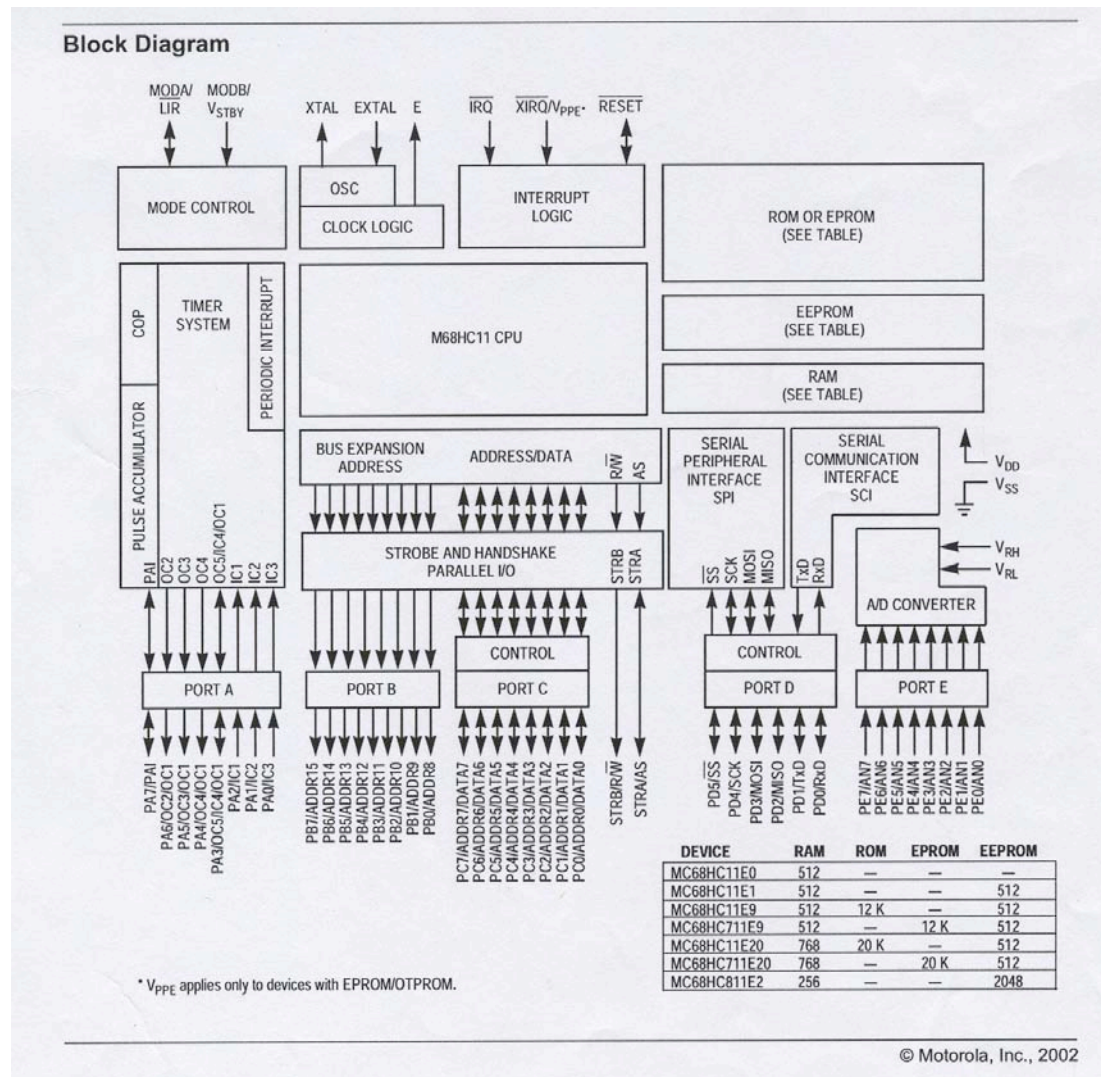 Block Diagram
MODA/
LIR
MODB/
VSTBY
XTAL
EXTAL
E
IRQ
XIRQ/VPPE*
RESET
MODE CONTROL
OSC
CLOCK LOGIC
INTERRUPT
LOGIC
ROM OR EPROM
(SEE TABLE)
COP
TIMER
SYSTEM
PERIODIC INTERRUPT
M68HC11 CPU
EEPROM
(SEE TABLE)
RAM
(SEE TABLE)
PULSE ACCUMULATOR
PAI
OC2
OC3
OC4
OC5/IC4/OC1
IC1
IC2
IC3
BUS EXPANSION
ADDRESS
ADDRESS/DATA
R/W
AS
SERIAL
PERIPHERAL
INTERFACE
SPI
SERIAL
COMMUNICATION
INTERFACE
SCI
VDD
VSS
STROBE AND HANDSHAKE
PARALLEL I/O
STRB
STRA
SS
SCK
MOSI
MISO
TxD
RxD
VRH
VRL
A/D CONVERTER
CONTROL
CONTROL
PORT A
PORT B
PORT C
PORT D
PORT E
PA7/PAI
PA6/OC2/OC1
PA5/OC3/OC1
PA4/OC4/OC1
PA3/OC5/IC4/OC1
PA2/IC1
PA1/IC2
PA0/IC3
PB7/ADDR15
PB6/ADDR14
PB5/ADDR13
PB4/ADDR12
PB3/ADDR11
PB2/ADDR10
PB1/ADDR9
PB0/ADDR8
PC7/ADDR7/DATA7
PC6/ADDR6/DATA6
PC5/ADDR5/DATA5
PC4/ADDR4/DATA4
PC3/ADDR3/DATA3
PC2/ADDR2/DATA2
PC1/ADDR1/DATA1
PC0/ADDR0/DATA0
STRB/R/W
STRA/AS
PD5/SS
PD4/SCK
PD3/MOSI
PD2/MISO
PD1/TxD
PD0/RxD
PE7/AN7
PE6/AN6
PE5/AN5
PE4/AN4
PE3/AN3
PE2/AN2
PE1/AN1
PE0/AN0
DEVICE RAM ROM EPROM EEPROM
MC68HC11E0 512 — — —
MC68HC11E1 512 — — 512
MC68HC11E9 512 12 K — 512
MC68HC711E9 512 — 12 K 512
MC68HC11E20 768 20 K — 512
MC68HC711E20 768 — 20 K 512
MC68HC811E2 256 — — 2048
* VPPE applies only to devices with EPROM/OTPROM.
© Motorola, Inc., 2002